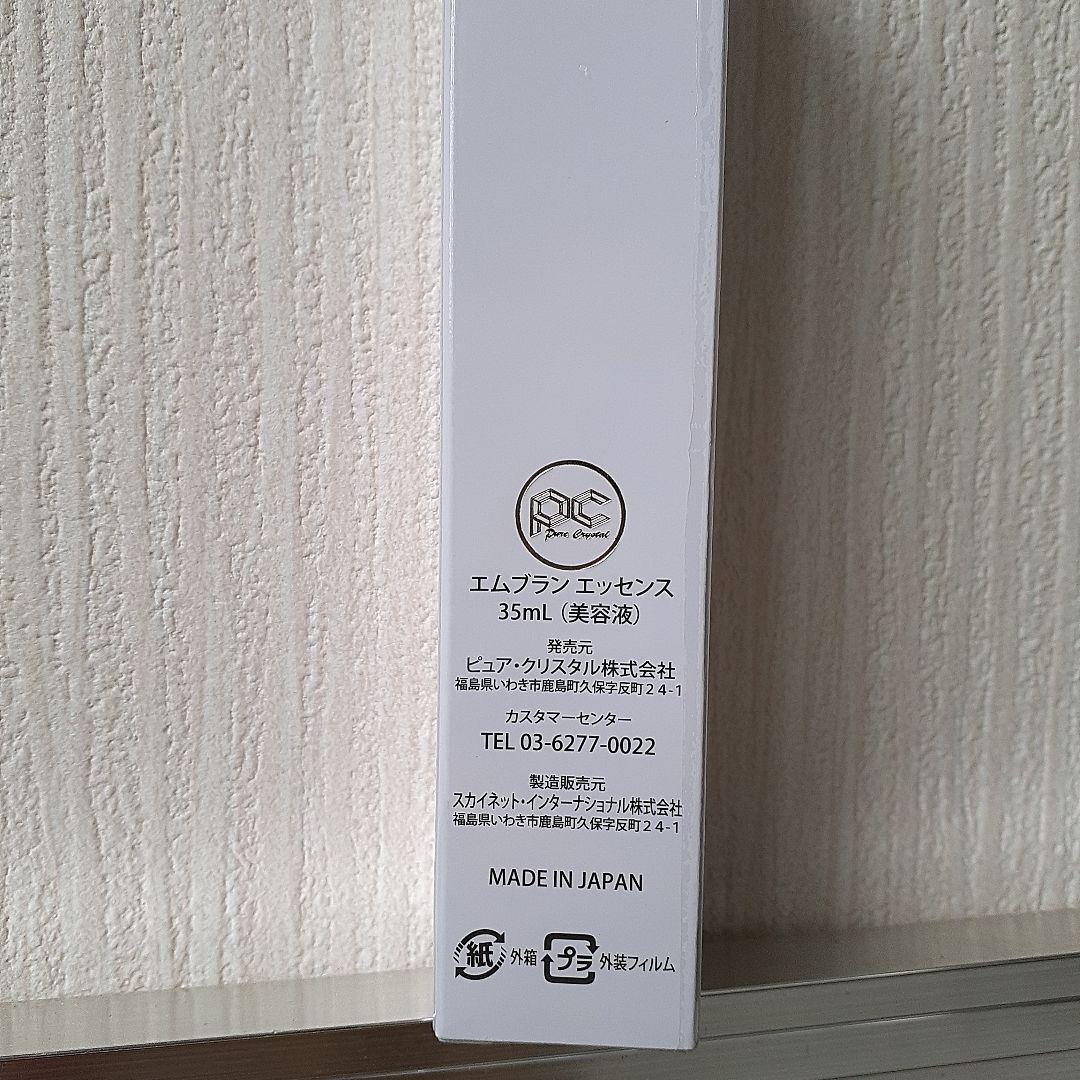 PC
Pure Crystal
エムブラン エッセンス
35mL（美容液）
発売元
ピュア・クリスタル株式会社
福島県いわき市鹿島町久保字反町２４-１
カスタマーセンター
TEL 03-6277-0022
製造販売元
スカイネット・インターナショナル株式会社
福島県いわき市鹿島町久保字反町２４-１
MADE IN JAPAN
紙 外箱 プラ 外装フィルム